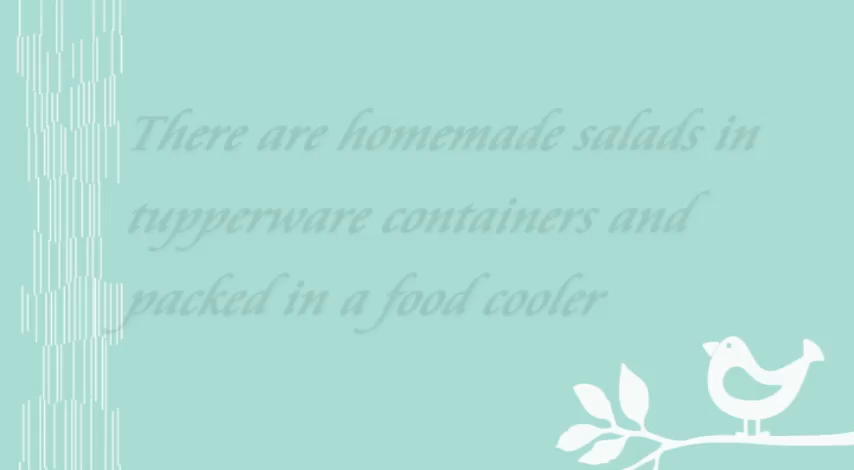 There are homemade salads in
tupperware containers and
packed in a food cooler